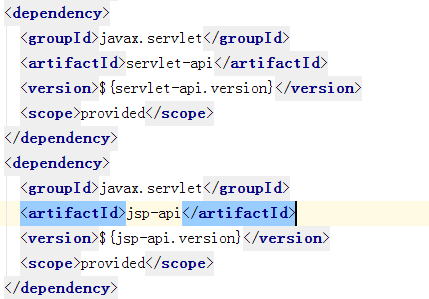 <dependency>
<groupId>javax.servlet</groupId>
<artifactId>servlet-api</artifactId>
<version>${servlet-api.version}</version>
<scope>provided</scope>
</dependency>
<dependency>
<groupId>javax.servlet</groupId>
<artifactId>jsp-api</artifactId>
<version>${jsp-api.version}</version>
<scope>provided</scope>
</dependency>